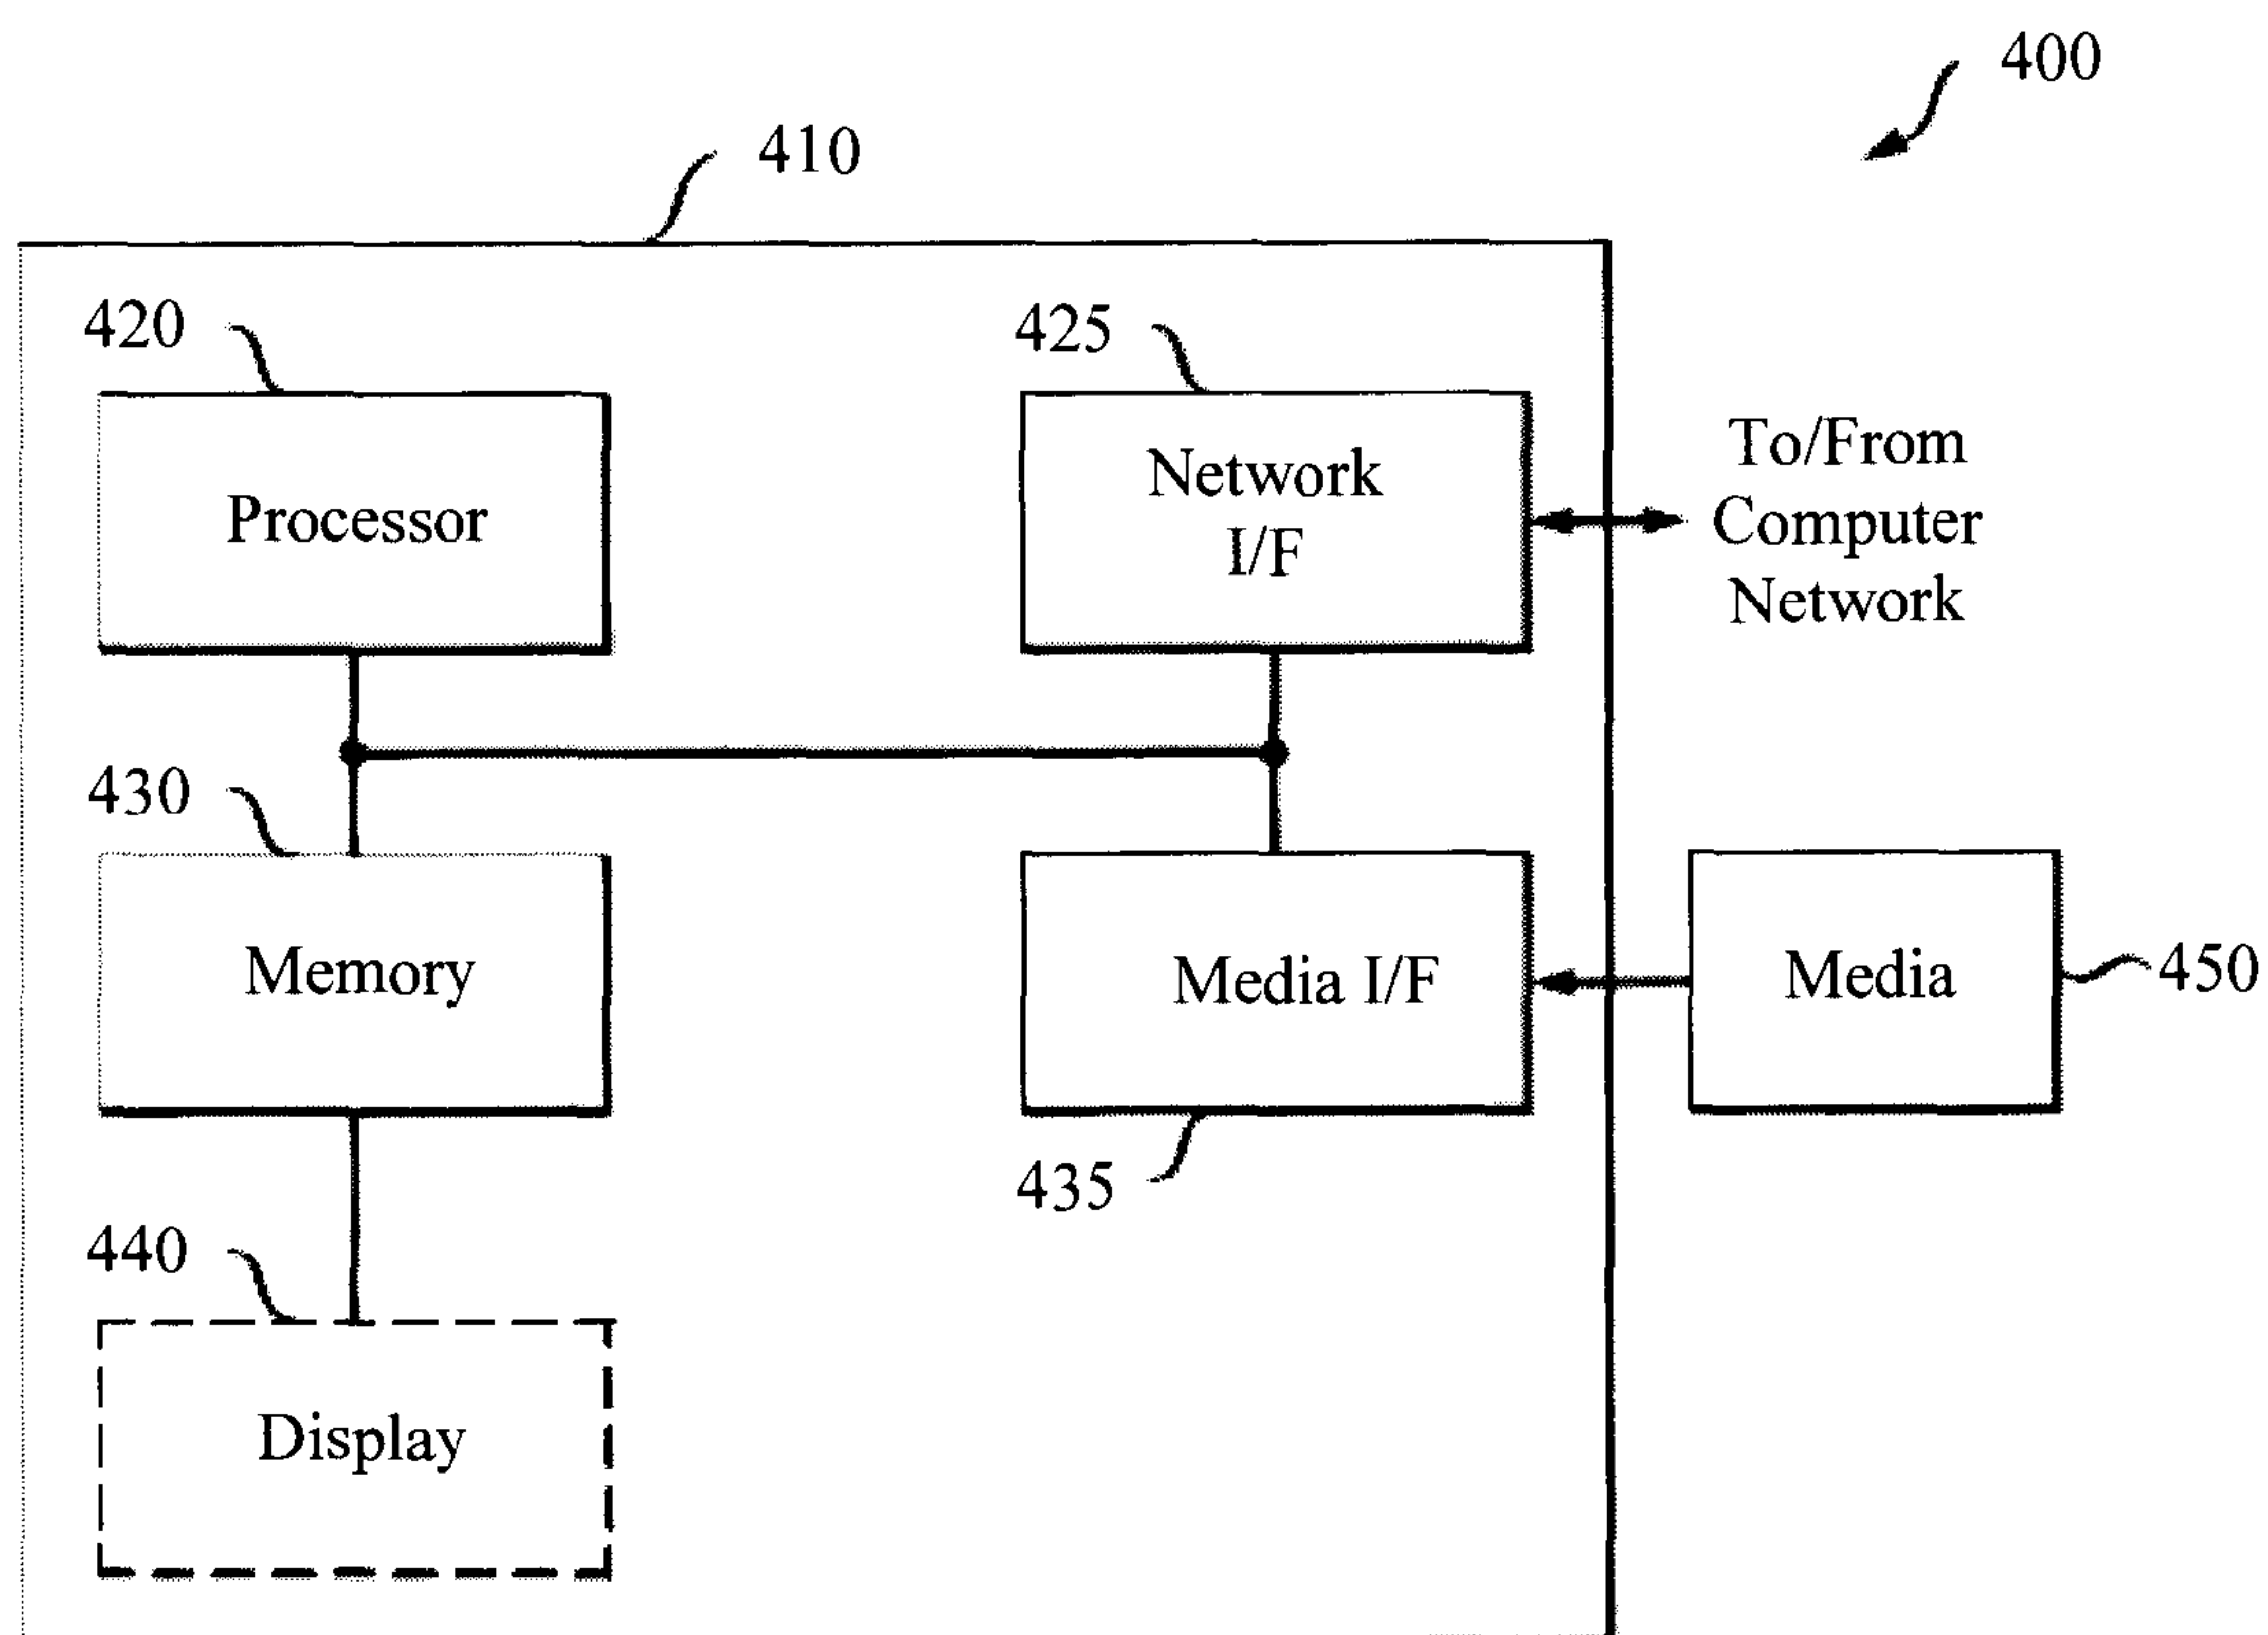 400
410
420
425
Processor
Network
I/F
To/From
Computer
Network
430
Memory
Media I/F
Media
450
435
440
Display